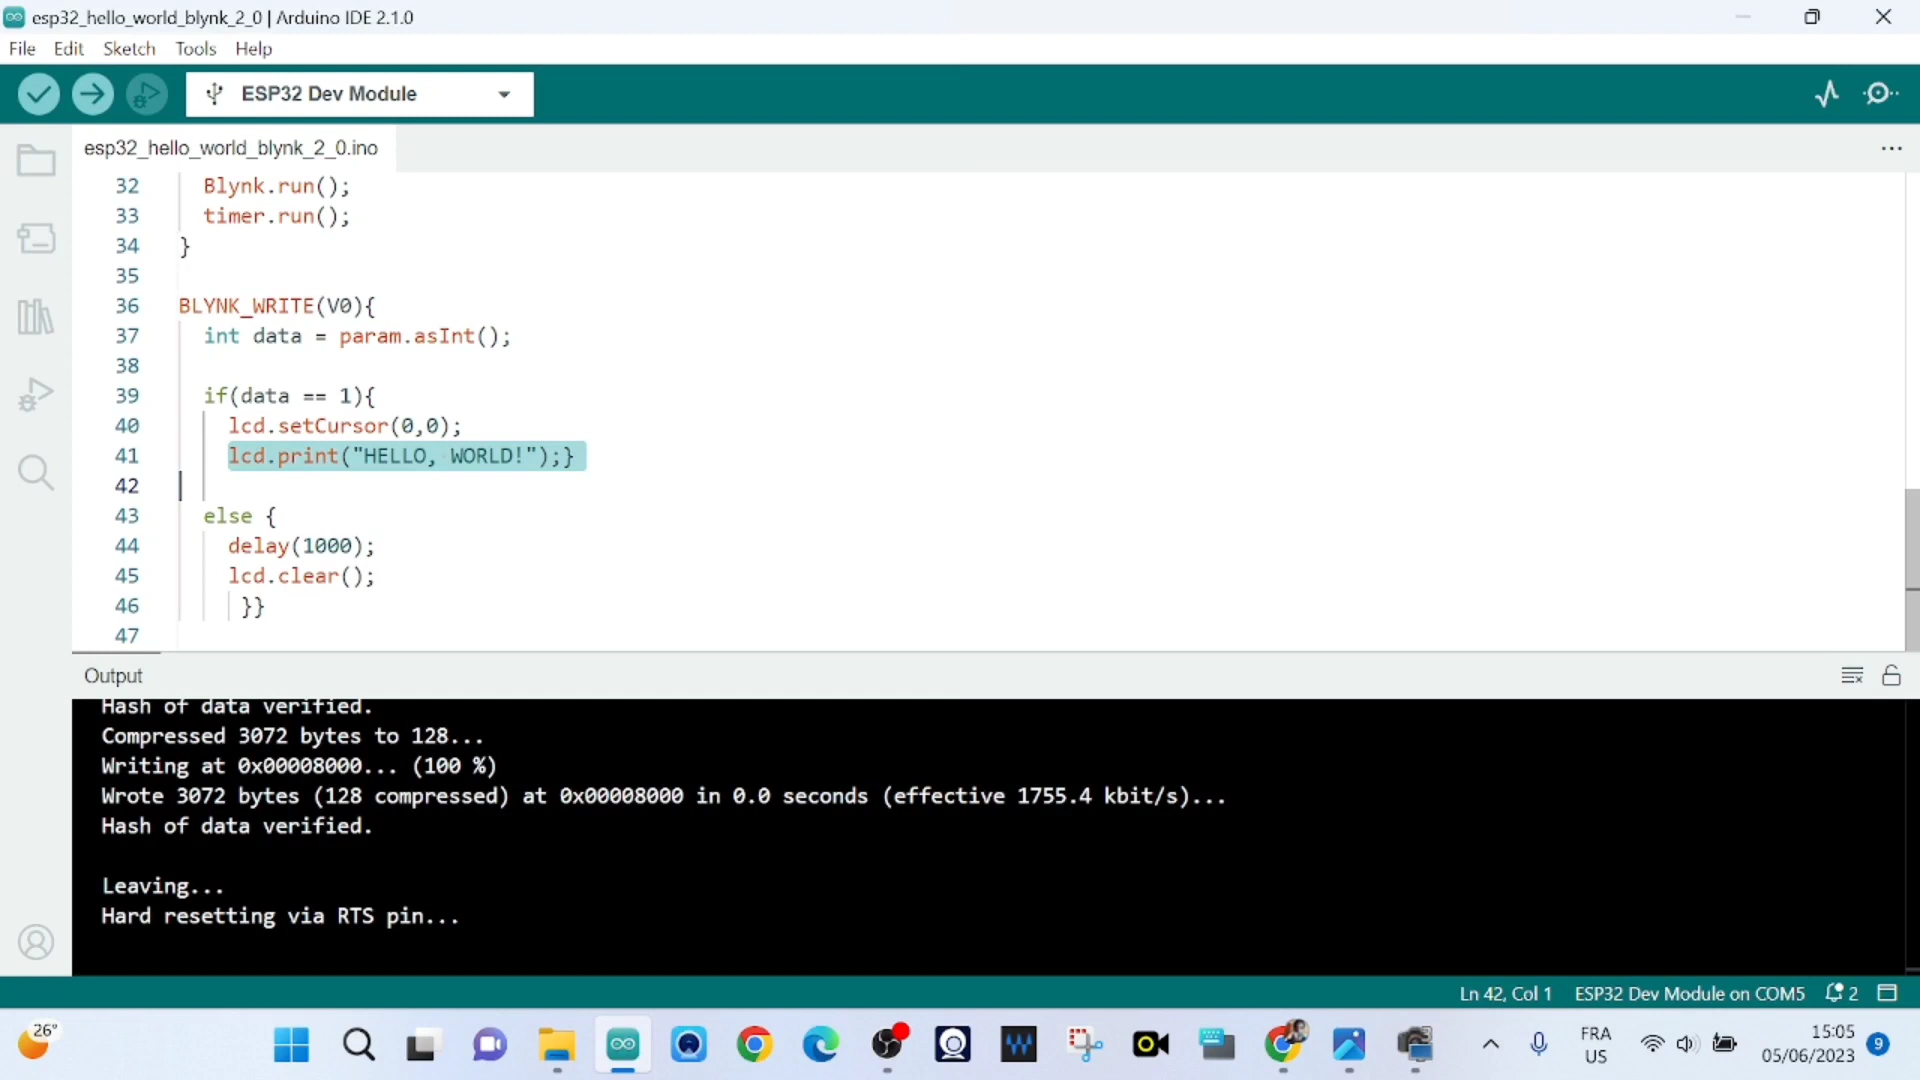 esp32_hello_world_blynk_2_0 | Arduino IDE 2.1.0
File Edit Sketch Tools Help
ESP32 Dev Module
esp32_hello_world_blynk_2_0.ino
32 Blynk.run();
33 timer.run();
34 }
35
36 BLYNK_WRITE(V0){
37 int data = param.asInt();
38
39 if(data == 1){
40 lcd.setCursor(0,0);
41 lcd.print("HELLO, WORLD!");}
42
43 else {
44 delay(1000);
45 lcd.clear();
46 }}
47
Output
Hash of data verified.
Compressed 3072 bytes to 128...
Writing at 0x00008000... (100 %)
Wrote 3072 bytes (128 compressed) at 0x00008000 in 0.0 seconds (effective 1755.4 kbit/s)...
Hash of data verified.
Leaving...
Hard resetting via RTS pin...
Ln 42, Col 1 ESP32 Dev Module on COM5 2
26°
FRA
US
15:05
05/06/2023
9